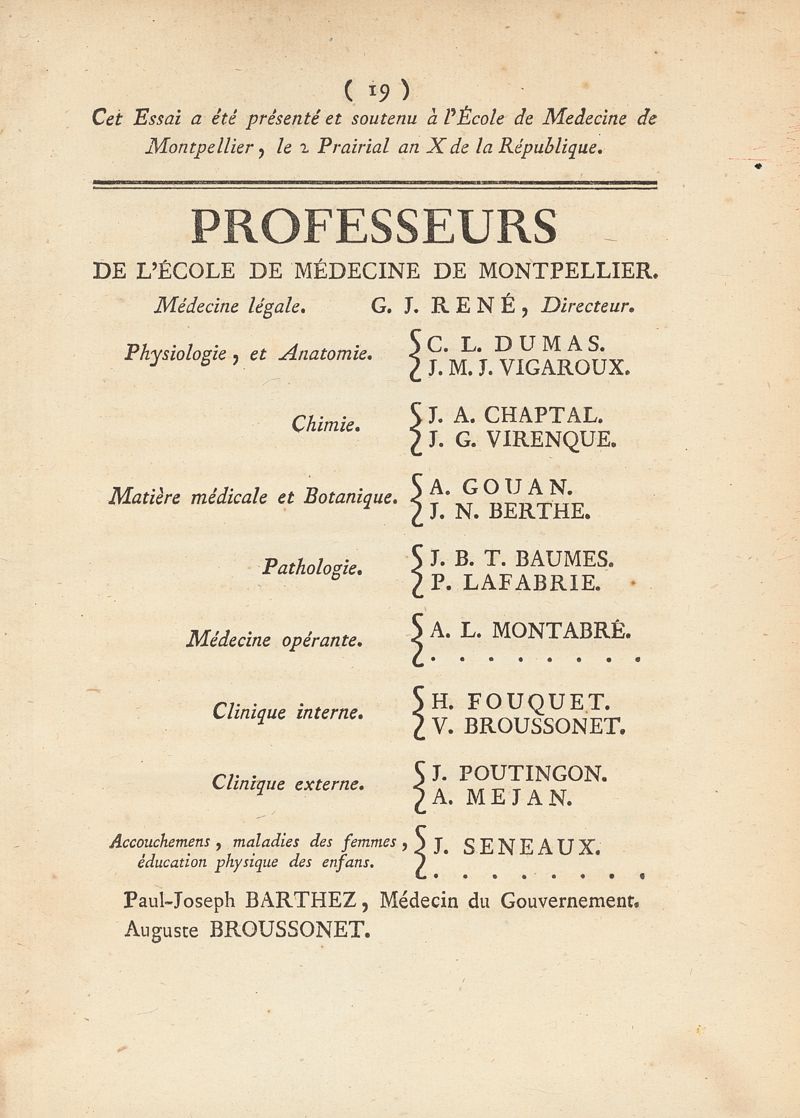 ( 19 )
Cet Essai a été présenté et soutenu à l'École de Medecine de
Montpellier, le 2 Prairial an X de la République.
PROFESSEURS
DE L'ÉCOLE DE MÉDECINE DE MONTPELLIER.
Médecine légale. G. J. RENÉ, Directeur.
Physiologie, et Anatomie. { C. L. DUMAS.
J. M. J. VIGAROUX.
Chimie. { J. A. CHAPTAL.
J. G. VIRENQUE.
Matière médicale et Botanique. { A. GOUAN.
J. N. BERTHE.
Pathologie. { J. B. T. BAUMES.
P. LAFABRIE.
Médecine opérante. { A. L. MONTABRÉ.
. . . . . . . .
Clinique interne. { H. FOUQUET.
V. BROUSSONET.
Clinique externe. { J. POUTINGON.
A. MEJAN.
Accouchemens, maladies des femmes, { J. SENEAUX.
éducation physique des enfans. . . . . . . . .
Paul-Joseph BARTHEZ, Médecin du Gouvernement.
Auguste BROUSSONET.